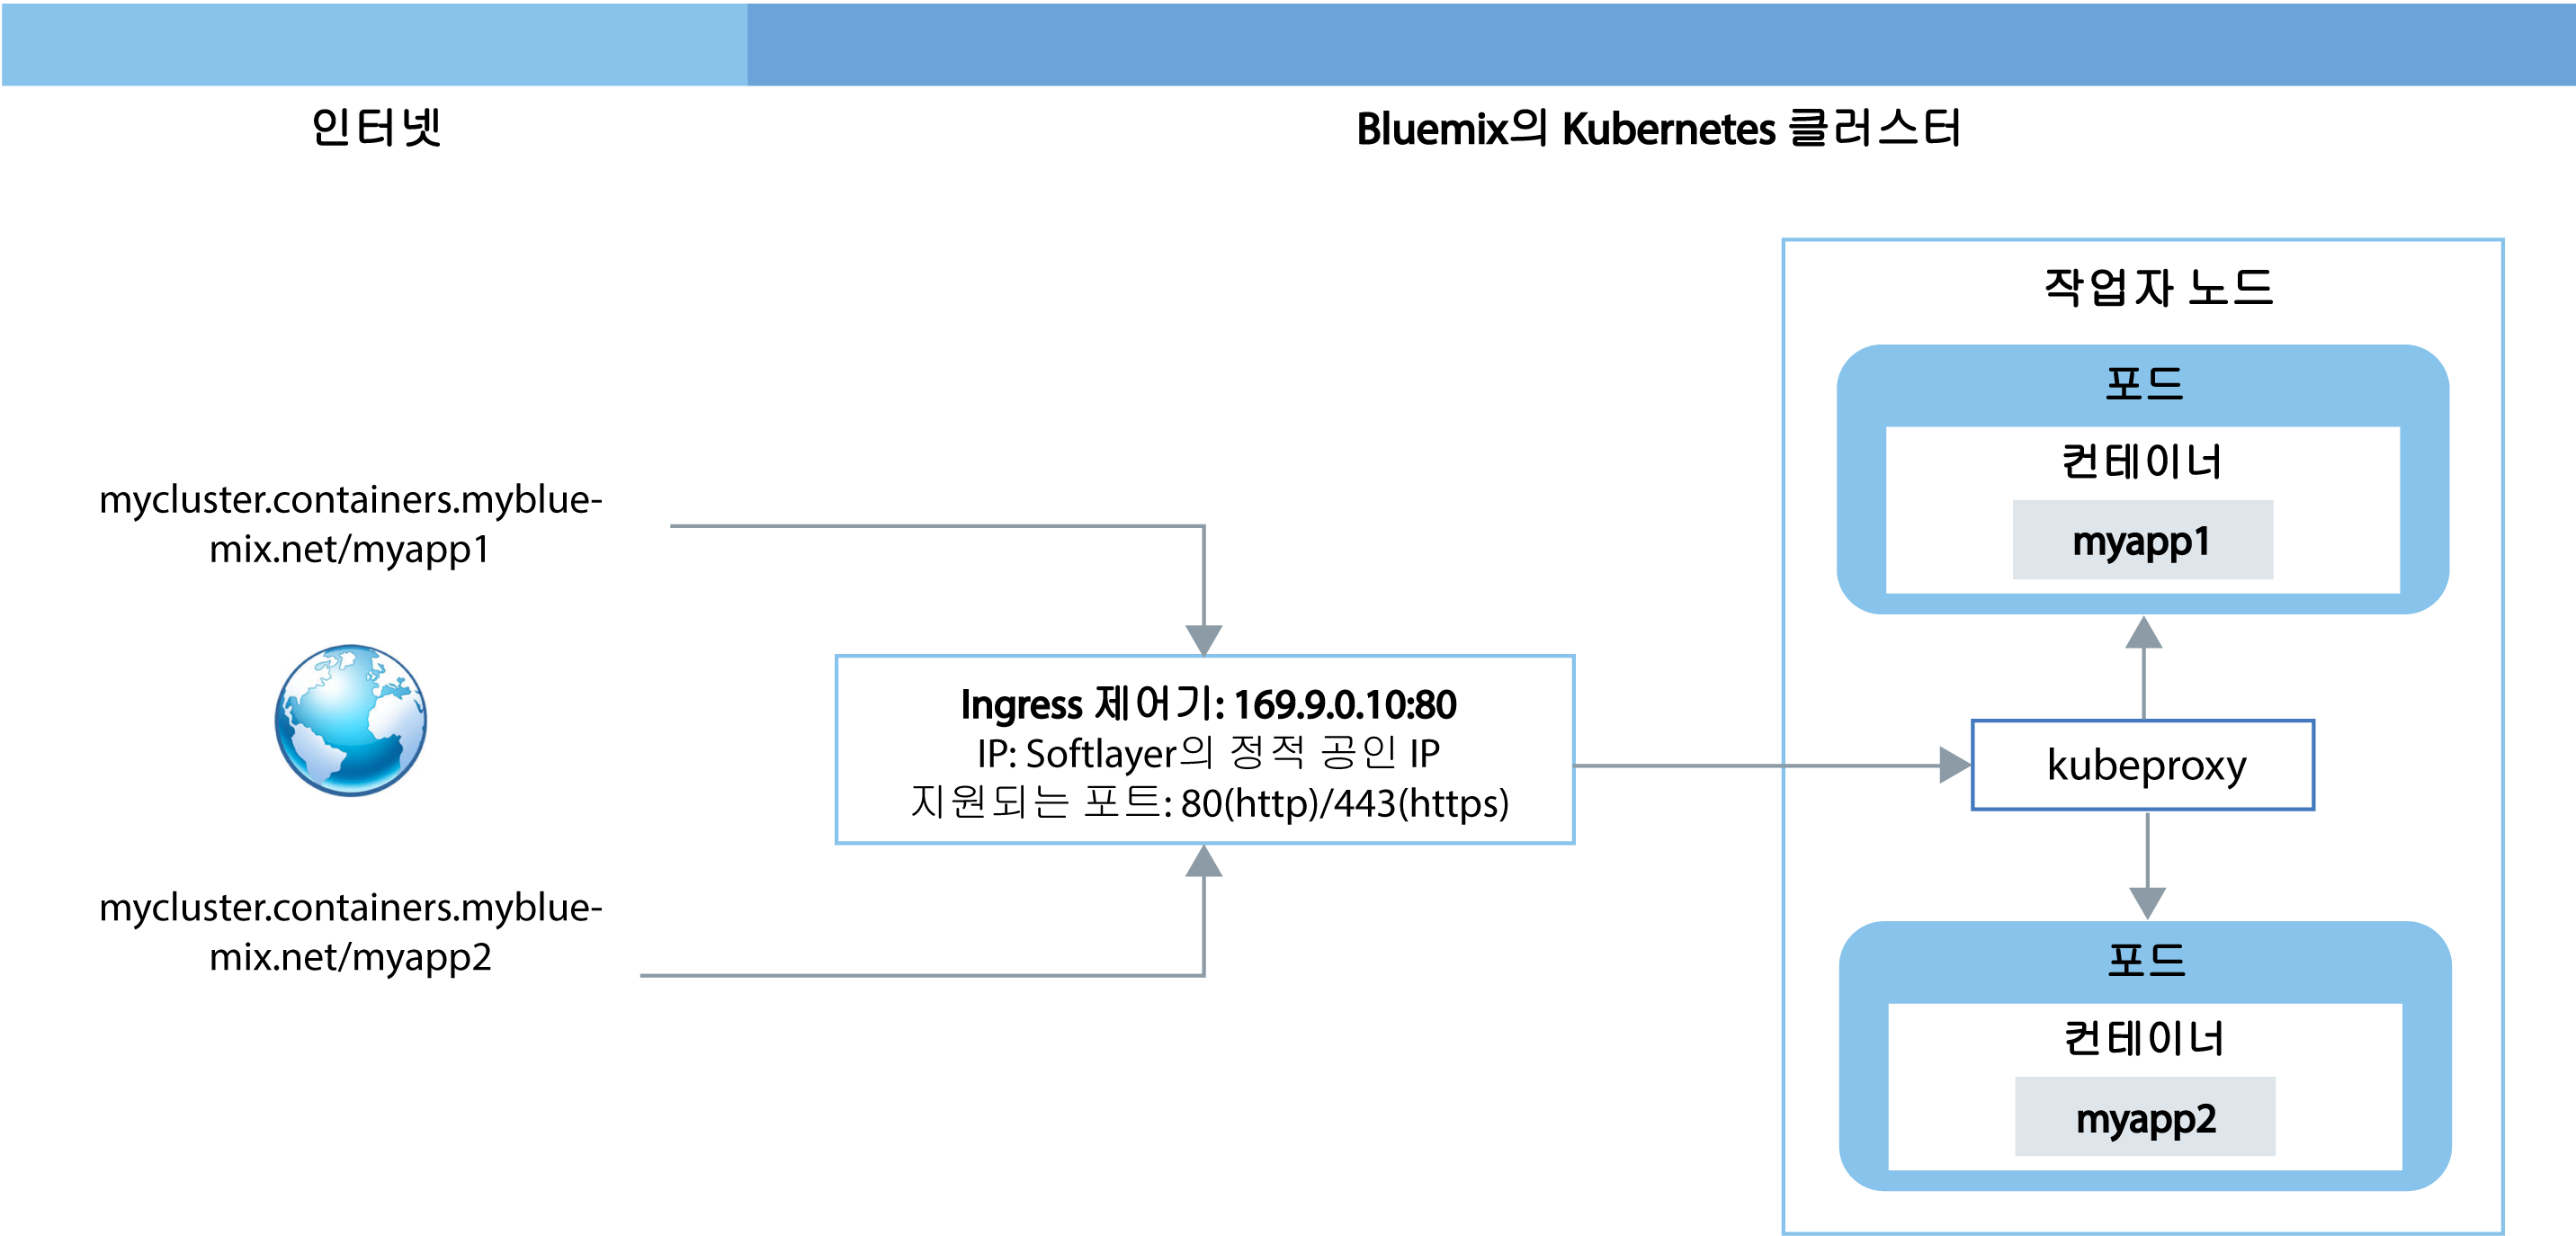 인터넷
Bluemix의 Kubernetes 클러스터
mycluster.containers.myblue-
mix.net/myapp1
mycluster.containers.myblue-
mix.net/myapp2
Ingress 제어기: 169.9.0.10:80
IP: Softlayer의 정적 공인 IP
지원되는 포트: 80(http)/443(https)
작업자 노드
포드
컨테이너
myapp1
kubeproxy
포드
컨테이너
myapp2